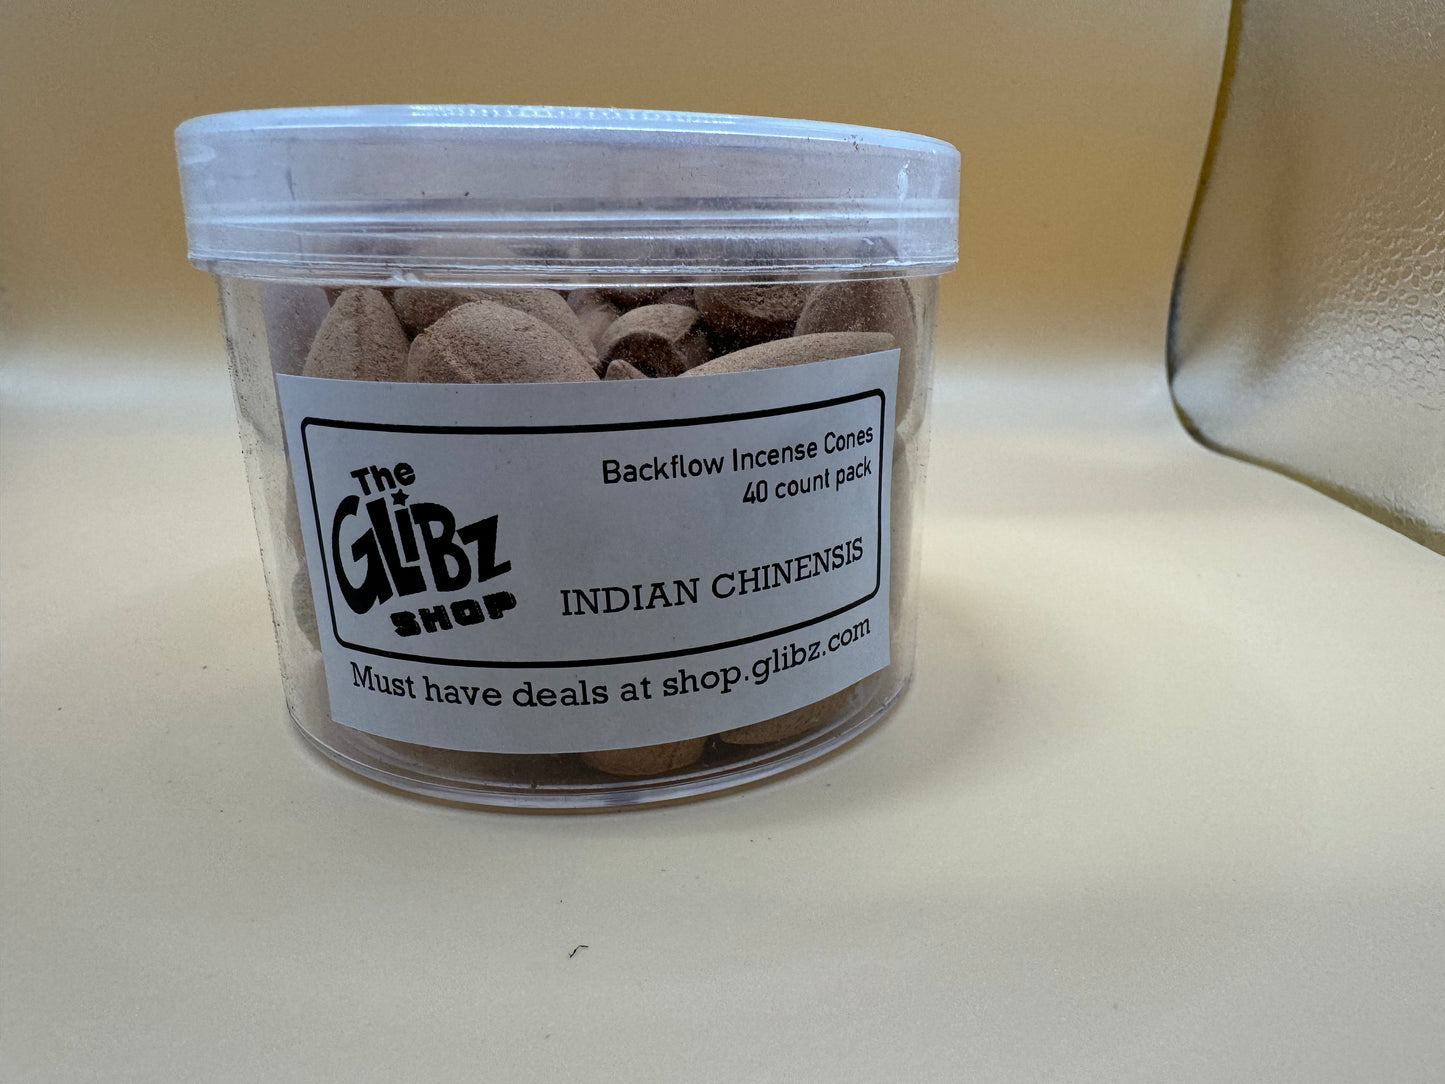 The
GLiBZ
SHOP
Backflow Incense Cones
40 count pack
INDIAN CHINENSIS
Must have deals at shop.glibz.com